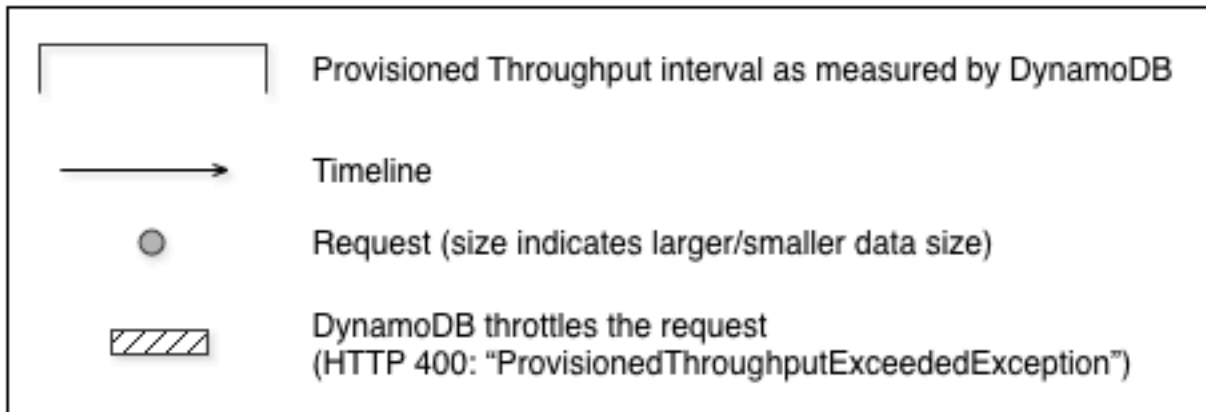 Provisioned Throughput interval as measured by DynamoDB
Timeline
Request (size indicates larger/smaller data size)
DynamoDB throttles the request
(HTTP 400: “ProvisionedThroughputExceededException”)